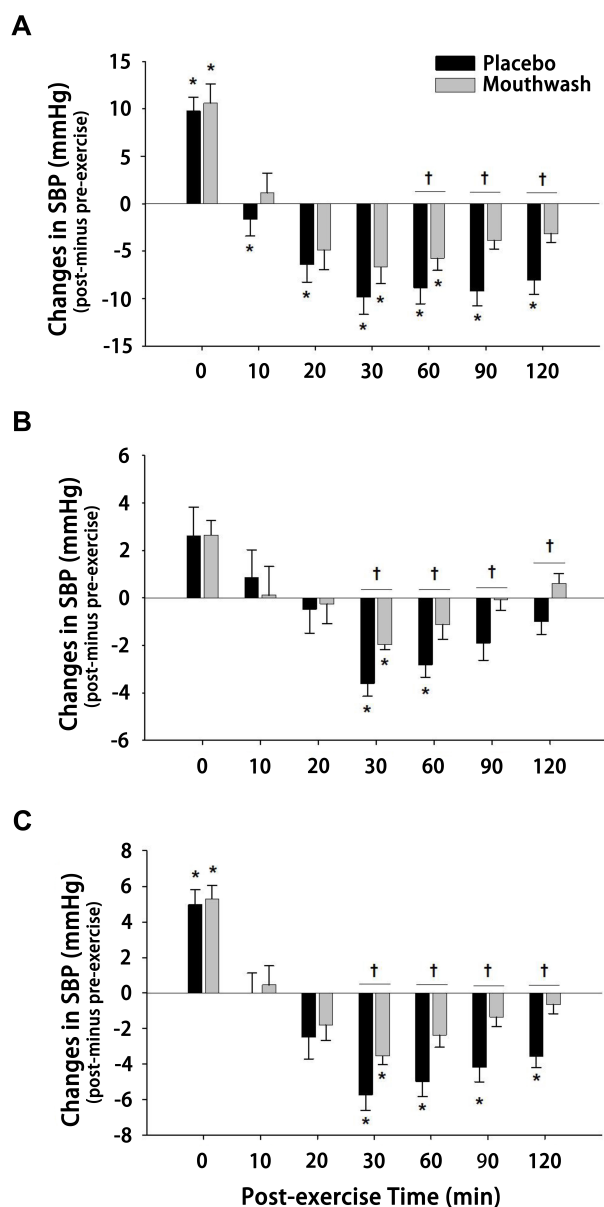 A
Changes in SBP (mmHg)
(post-minus pre-exercise)
15
10
5
0
-5
-10
-15
Placebo
Mouthwash
* *
*
*
* *
* *
*
*
† † †
0 10 20 30 60 90 120
B
Changes in SBP (mmHg)
(post-minus pre-exercise)
6
4
2
0
-2
-4
-6
† † † †
* *
*
0 10 20 30 60 90 120
C
Changes in SBP (mmHg)
(post-minus pre-exercise)
8
6
4
2
0
-2
-4
-6
-8
* *
† † † †
* *
*
*
*
0 10 20 30 60 90 120
Post-exercise Time (min)